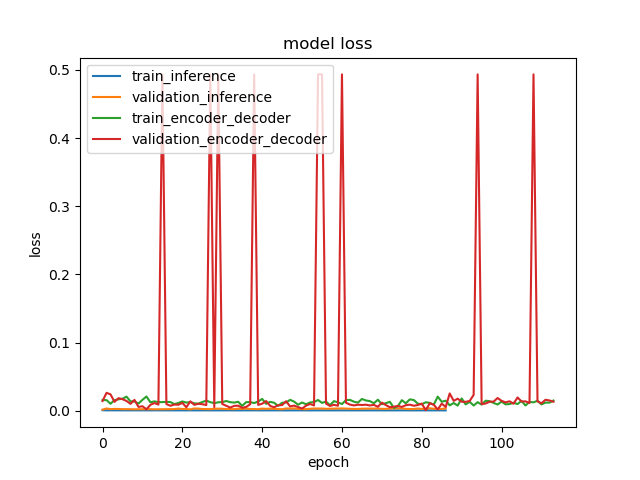 model loss
train_inference
validation_inference
train_encoder_decoder
validation_encoder_decoder
0.5
0.4
0.3
0.2
0.1
0.0
loss
0 20 40 60 80 100
epoch